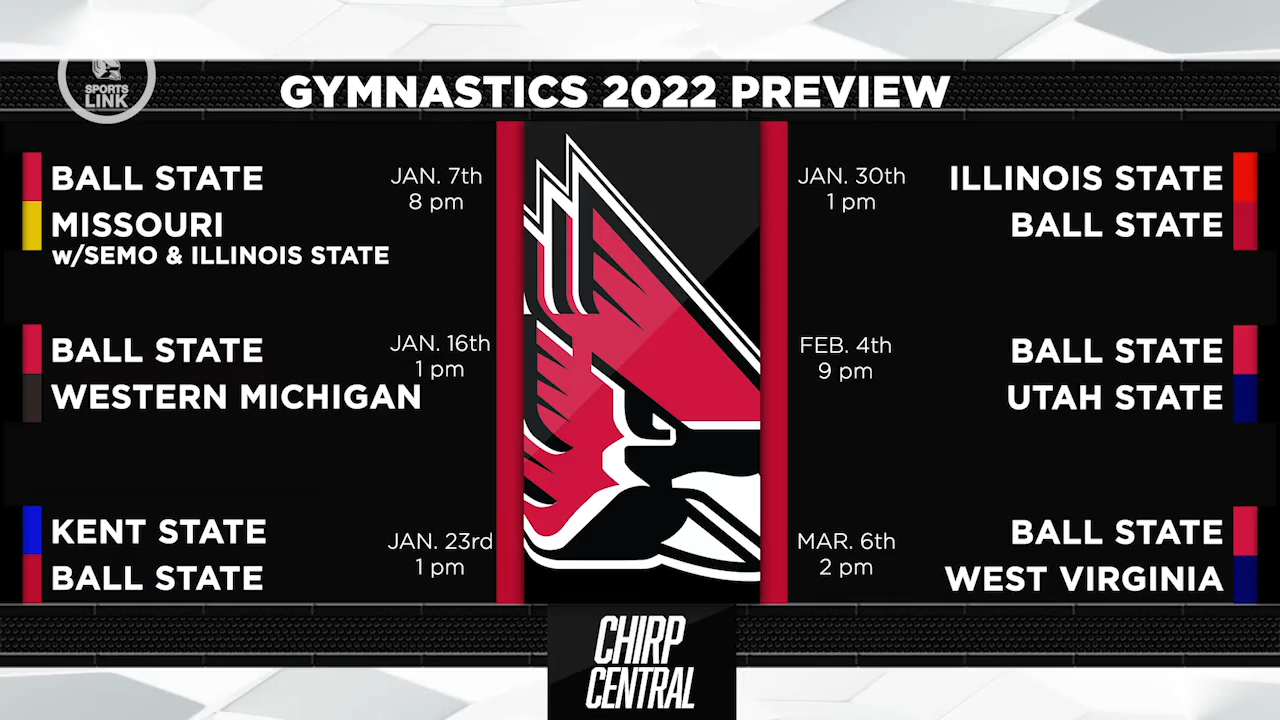 SPORTS
LINK
GYMNASTICS 2022 PREVIEW
BALL STATE
MISSOURI
w/SEMO & ILLINOIS STATE
JAN. 7th
8 pm
BALL STATE
WESTERN MICHIGAN
JAN. 16th
1 pm
KENT STATE
BALL STATE
JAN. 23rd
1 pm
JAN. 30th
1 pm
ILLINOIS STATE
BALL STATE
FEB. 4th
9 pm
BALL STATE
UTAH STATE
MAR. 6th
2 pm
BALL STATE
WEST VIRGINIA
CHIRP
CENTRAL